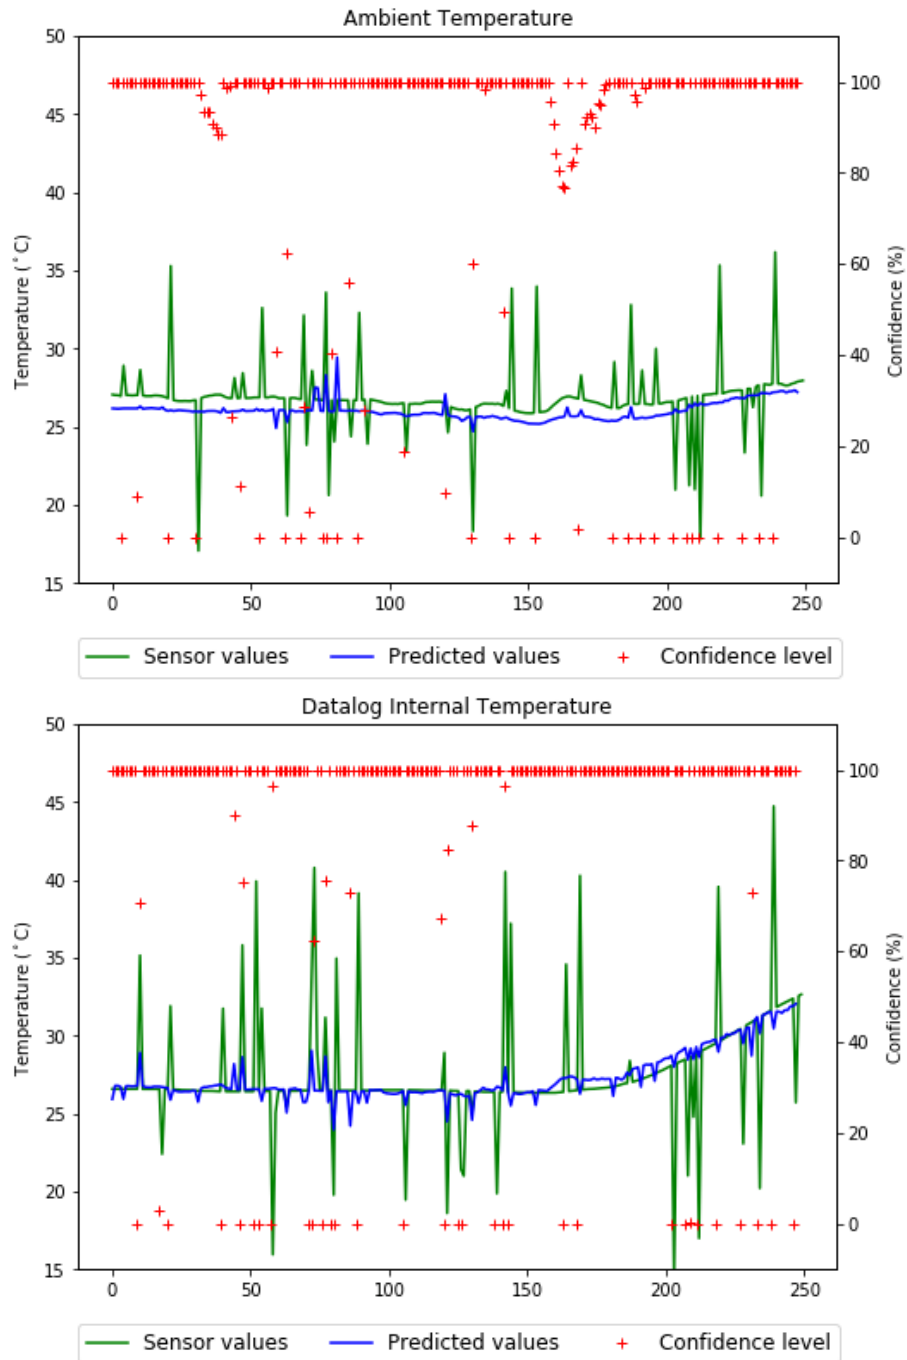 Ambient Temperature
50
45
40
35
30
25
20
15
Temperature (°C)
100
80
60
40
20
0
Confidence (%)
0 50 100 150 200 250
Sensor values Predicted values Confidence level
Datalog Internal Temperature
50
45
40
35
30
25
20
15
Temperature (°C)
100
80
60
40
20
0
Confidence (%)
0 50 100 150 200 250
Sensor values Predicted values Confidence level